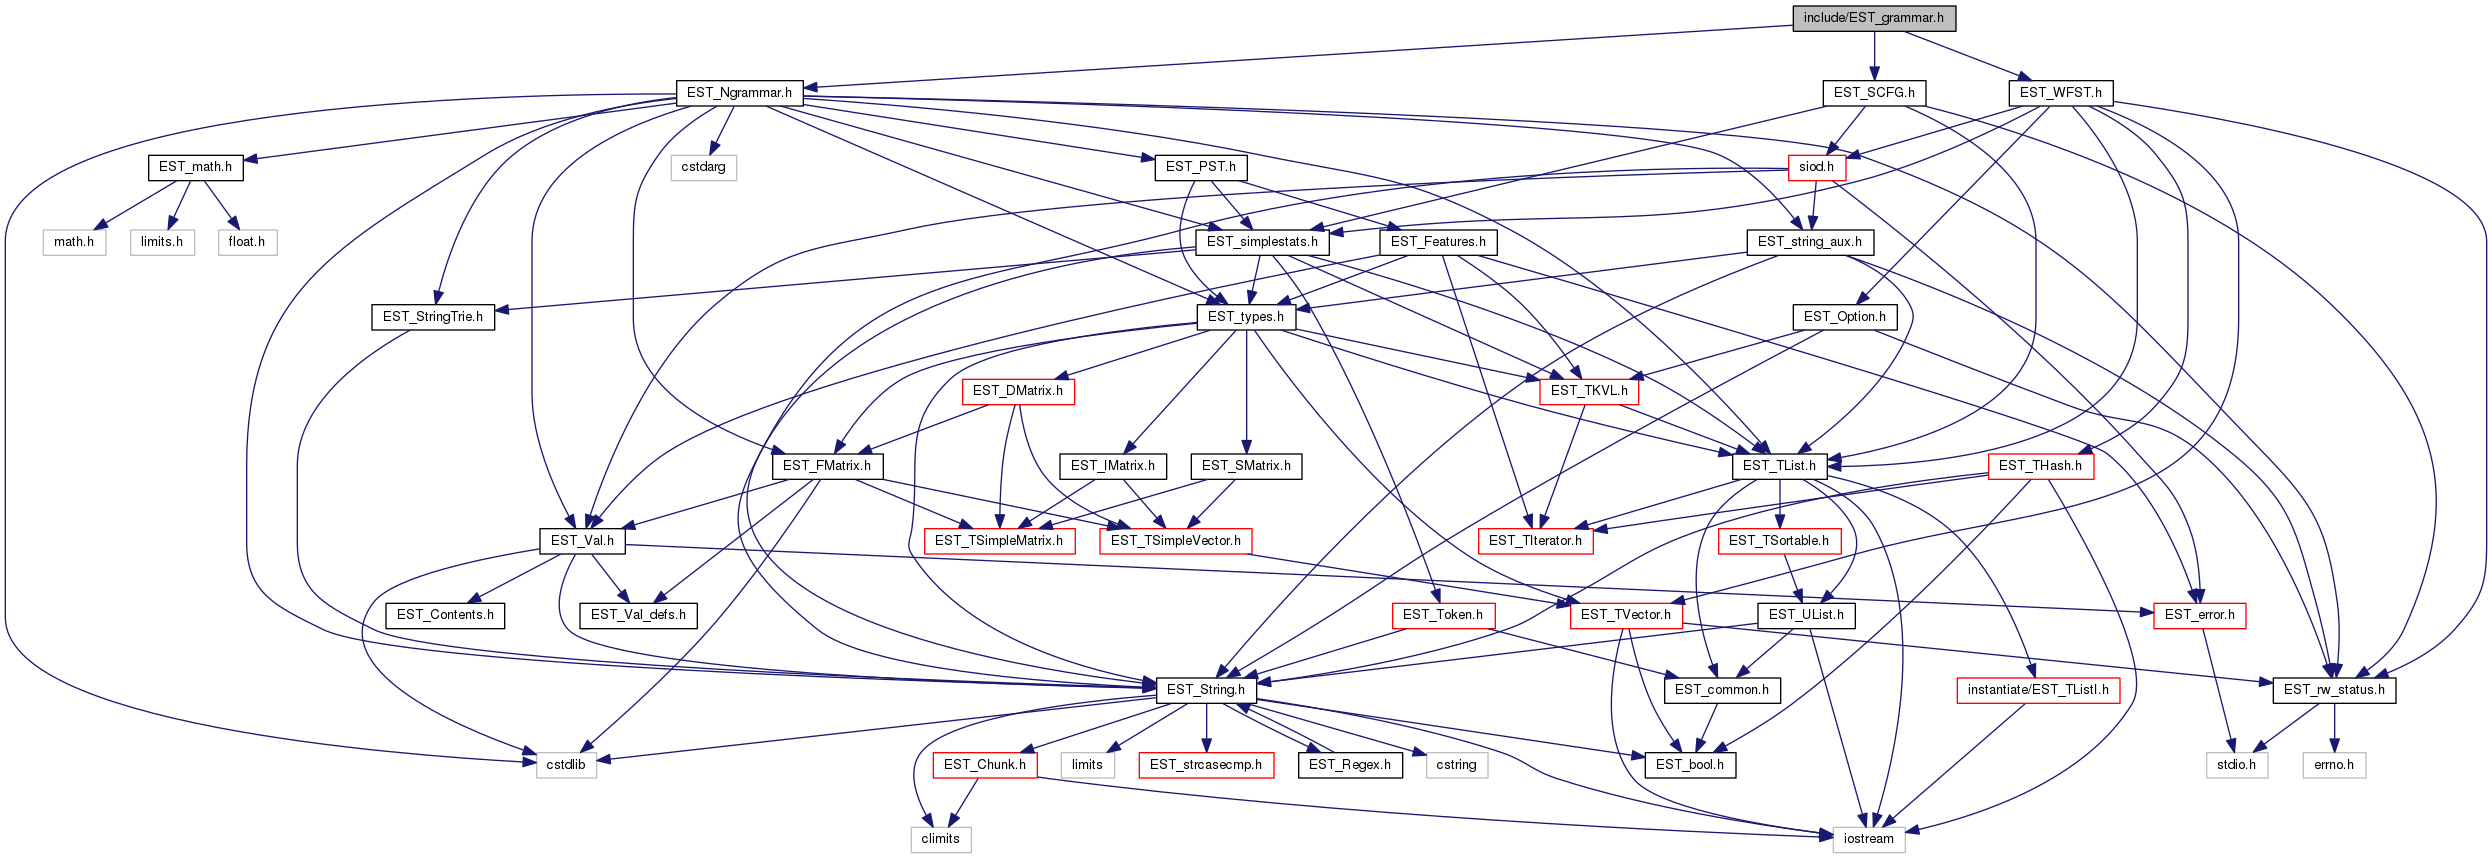 include/EST_grammar.h
EST_Ngrammar.h
EST_SCFG.h
EST_WFST.h
EST_math.h
cstdarg
EST_PST.h
siod.h
math.h
limits.h
float.h
EST_simplestats.h
EST_Features.h
EST_string_aux.h
EST_StringTrie.h
EST_types.h
EST_Option.h
EST_DMatrix.h
EST_TKVL.h
EST_FMatrix.h
EST_IMatrix.h
EST_SMatrix.h
EST_TList.h
EST_THash.h
EST_Val.h
EST_TSimpleMatrix.h
EST_TSimpleVector.h
EST_TIterator.h
EST_TSortable.h
EST_Contents.h
EST_Val_defs.h
EST_Token.h
EST_TVector.h
EST_UList.h
EST_error.h
EST_String.h
EST_common.h
instantiate/EST_TListI.h
EST_rw_status.h
cstdlib
EST_Chunk.h
limits
EST_strcasecmp.h
EST_Regex.h
cstring
EST_bool.h
stdio.h
errno.h
climits
iostream